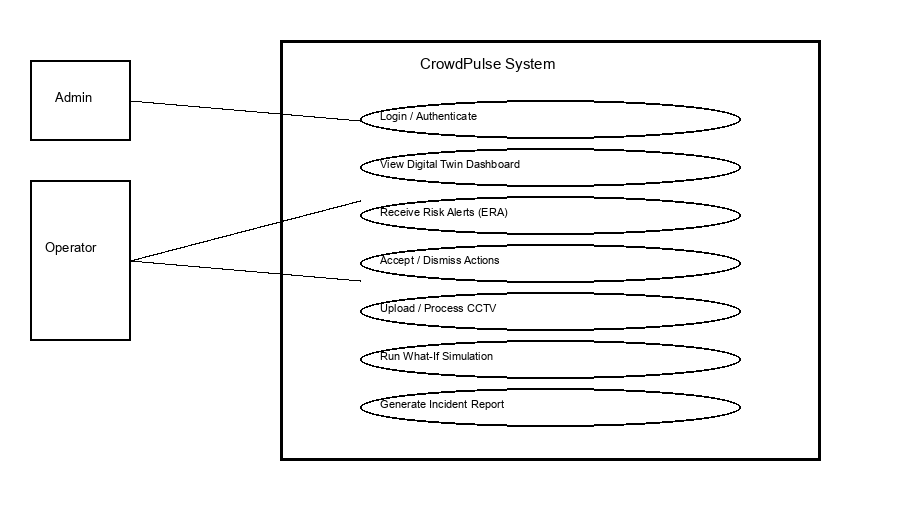 CrowdPulse System
Admin
Login / Authenticate
View Digital Twin Dashboard
Receive Risk Alerts (ERA)
Operator
Accept / Dismiss Actions
Upload / Process CCTV
Run What-If Simulation
Generate Incident Report